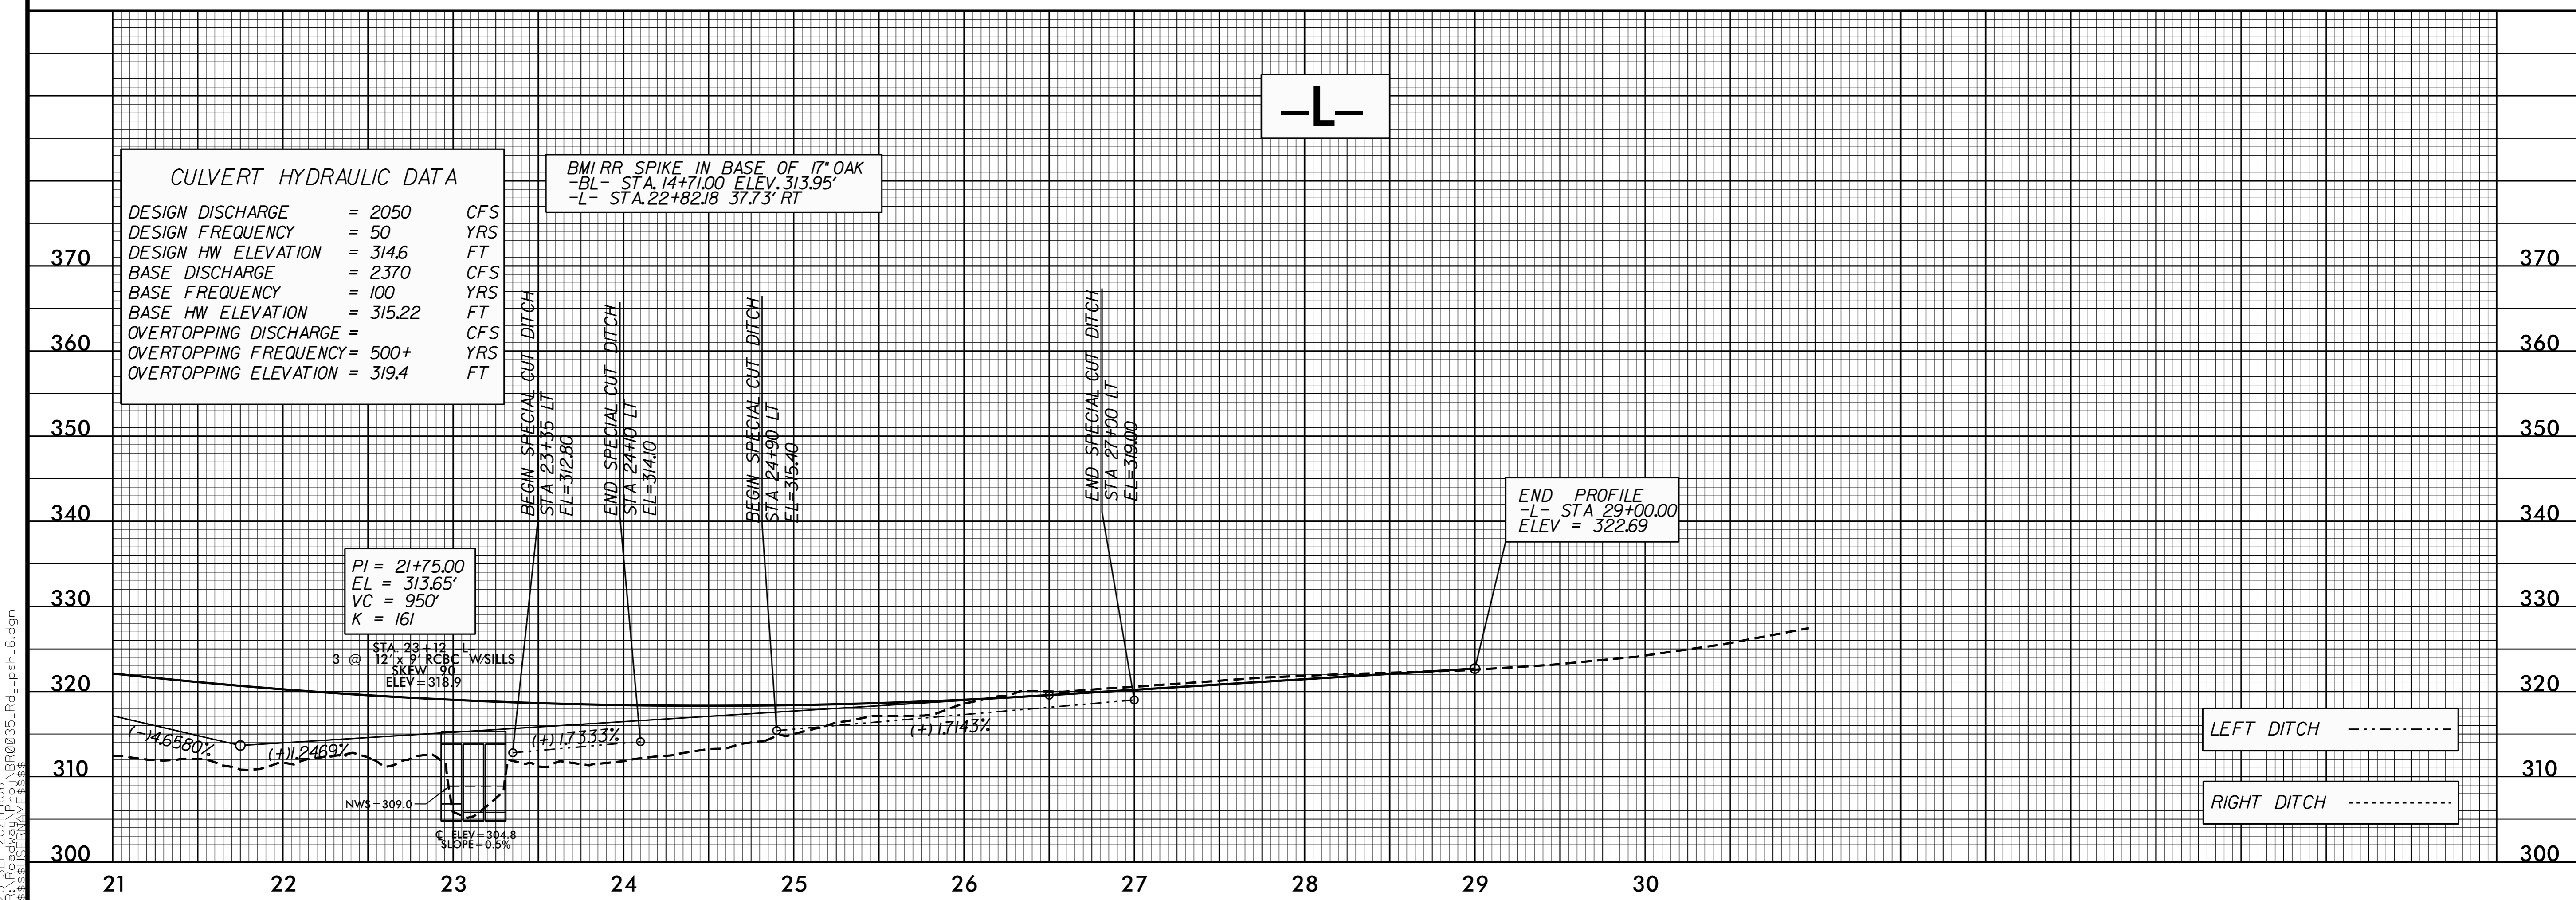 -L-
CULVERT HYDRAULIC DATA
DESIGN DISCHARGE = 2050 CFS
DESIGN FREQUENCY = 50 YRS
DESIGN HW ELEVATION = 314.6 FT
BASE DISCHARGE = 2370 CFS
BASE FREQUENCY = 100 YRS
BASE HW ELEVATION = 315.22 FT
OVERTOPPING DISCHARGE = CFS
OVERTOPPING FREQUENCY = 500+ YRS
OVERTOPPING ELEVATION = 319.4 FT
BM1 RR SPIKE IN BASE OF 17" OAK
-BL- STA. 14+71.00 ELEV. 313.95'
-L- STA. 22+82.18 37.73' RT
BEGIN SPECIAL CUT DITCH
STA 23+35 LT
EL=312.80
END SPECIAL CUT DITCH
STA 24+10 LT
EL=314.10
BEGIN SPECIAL CUT DITCH
STA 24+90 LT
EL=315.40
END SPECIAL CUT DITCH
STA 27+00 LT
EL=319.00
END PROFILE
-L- STA 29+00.00
ELEV = 322.69
PI = 21+75.00
EL = 313.65'
VC = 950'
K = 161
STA. 23+12 -L-
3 @ 12' x 9' RCBC W/SILLS
SKEW 90
ELEV=318.9
(-)4.6580%
(+)1.2469%
(+)1.7333%
(+)1.7143%
NWS=309.0
℄ ELEV=304.8
SLOPE=0.5%
LEFT DITCH
RIGHT DITCH
370 370
360 360
350 350
340 340
330 330
320 320
310 310
300 300
21 22 23 24 25 26 27 28 29 30
R:\Roadway\Proj\BR0035_Rdy_psh_6.dgn
$$$$USERNAME$$$$